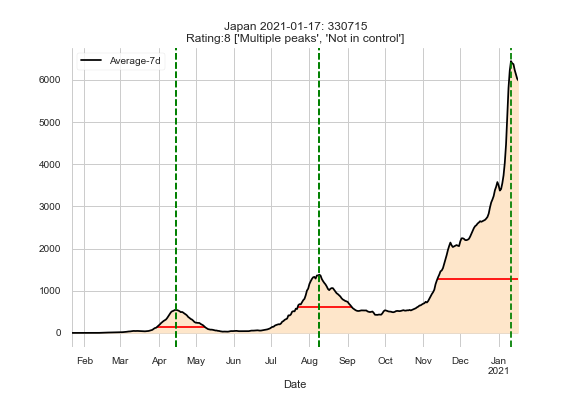 Japan 2021-01-17: 330715
Rating:8 ['Multiple peaks', 'Not in control']
Average-7d
6000
5000
4000
3000
2000
1000
0
Feb Mar Apr May Jun Jul Aug Sep Oct Nov Dec Jan
2021
Date